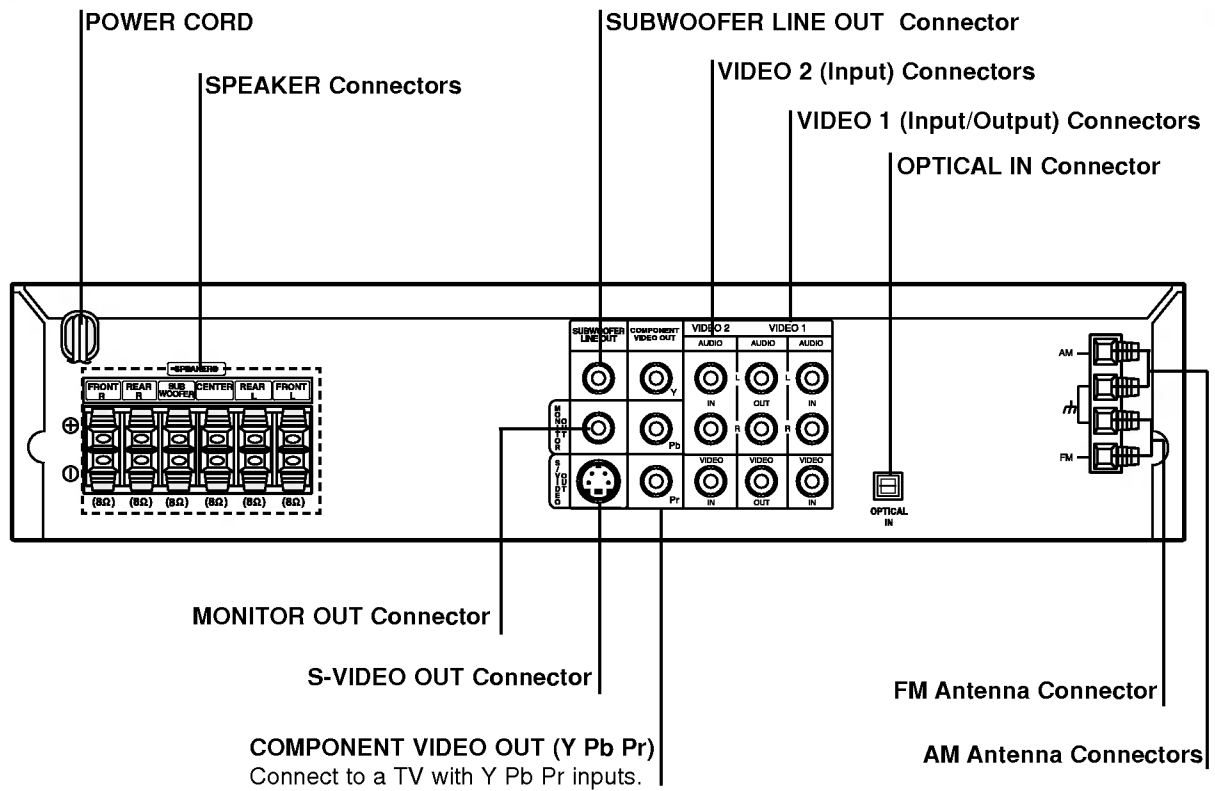 POWER CORD
SUBWOOFER LINE OUT Connector
SPEAKER Connectors
VIDEO 2 (Input) Connectors
VIDEO 1 (Input/Output) Connectors
OPTICAL IN Connector
SUBWOOFER LINE OUT
COMPONENT VIDEO OUT
VIDEO 2
VIDEO 1
AUDIO
AUDIO
AUDIO
SPEAKERS
FRONT R
REAR R
SUB WOOFER
CENTER
REAR L
FRONT L
+
−
(8Ω) (8Ω) (8Ω) (8Ω) (8Ω) (8Ω)
MONITOR OUT
S/VIDEO OUT
Y
Pb
Pr
L
L
IN
OUT
IN
R
R
VIDEO
VIDEO
VIDEO
IN
OUT
IN
OPTICAL
IN
AM
FM
MONITOR OUT Connector
S-VIDEO OUT Connector
FM Antenna Connector
COMPONENT VIDEO OUT (Y Pb Pr)
Connect to a TV with Y Pb Pr inputs.
AM Antenna Connectors